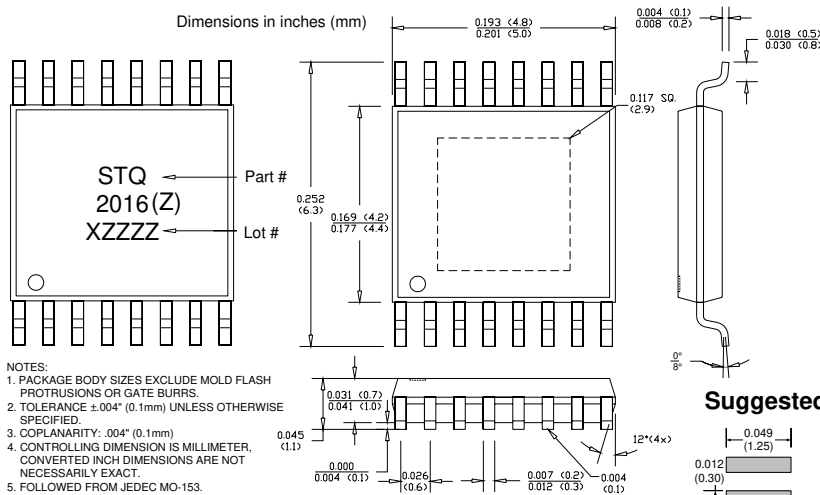 Dimensions in inches (mm)
0.193 (4.8)
0.201 (5.0)
0.004 (0.1)
0.008 (0.2)
0.018 (0.5)
0.030 (0.8)
0.117 SQ.
(2.9)
STQ
Part #
2016(Z)
XZZZZ
Lot #
0.252
(6.3)
0.169 (4.2)
0.177 (4.4)
0°
8°
NOTES:
1. PACKAGE BODY SIZES EXCLUDE MOLD FLASH
PROTRUSIONS OR GATE BURRS.
2. TOLERANCE ±.004" (0.1mm) UNLESS OTHERWISE
SPECIFIED.
3. COPLANARITY: .004" (0.1mm)
4. CONTROLLING DIMENSION IS MILLIMETER,
CONVERTED INCH DIMENSIONS ARE NOT
NECESSARILY EXACT.
5. FOLLOWED FROM JEDEC MO-153.
0.031 (0.7)
0.041 (1.0)
0.045
(1.1)
0.000
0.004 (0.1)
0.026
(0.6)
0.007 (0.2)
0.012 (0.3)
0.004
(0.1)
12°(4x)
Suggested
0.049
(1.25)
0.012
(0.30)